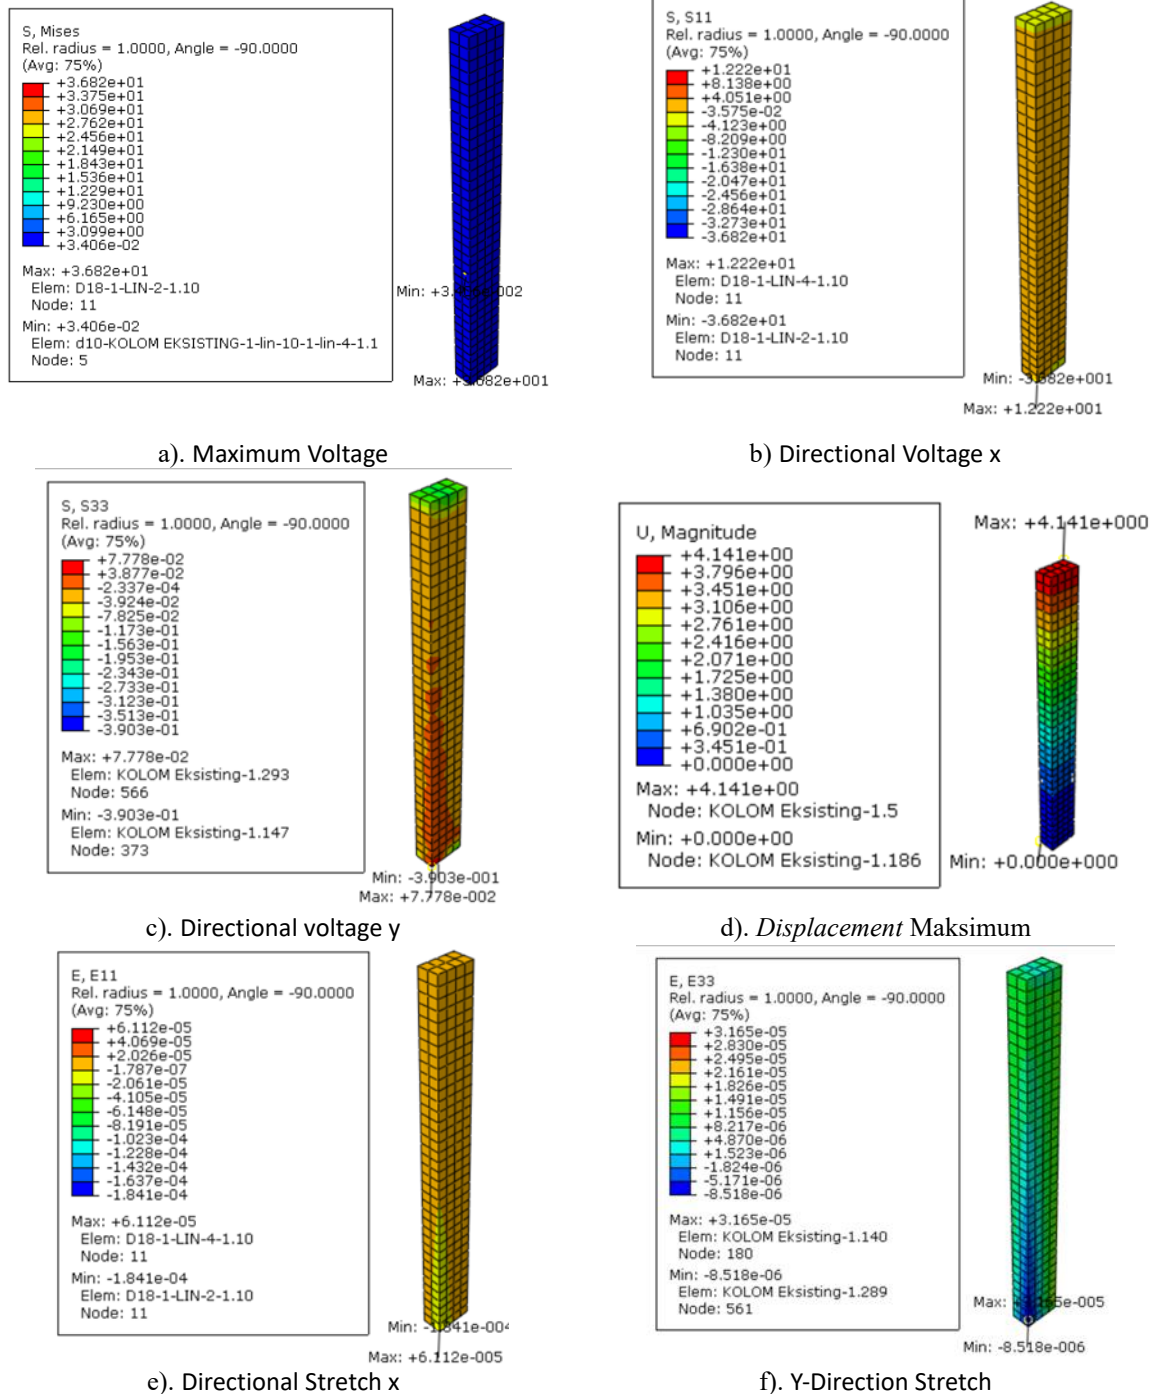 S, Mises
Rel. radius = 1.0000, Angle = -90.0000
(Avg: 75%)
+3.682e+01
+3.375e+01
+3.069e+01
+2.762e+01
+2.456e+01
+2.149e+01
+1.843e+01
+1.536e+01
+1.229e+01
+9.230e+00
+6.165e+00
+3.099e+00
+3.406e-02
Max: +3.682e+01
Elem: D18-1-LIN-2-1.10
Node: 11
Min: +3.406e-02
Elem: d10-KOLOM EKSISTING-1-lin-10-1-lin-4-1.1
Node: 5
Min: +3.406e-002
Max: +3.682e+001
a). Maximum Voltage
S, S11
Rel. radius = 1.0000, Angle = -90.0000
(Avg: 75%)
+1.222e+01
+8.138e+00
+4.051e+00
-3.575e-02
-4.123e+00
-8.209e+00
-1.230e+01
-1.638e+01
-2.047e+01
-2.456e+01
-2.864e+01
-3.273e+01
-3.682e+01
Max: +1.222e+01
Elem: D18-1-LIN-4-1.10
Node: 11
Min: -3.682e+01
Elem: D18-1-LIN-2-1.10
Node: 11
Min: -3.682e+001
Max: +1.222e+001
b) Directional Voltage x
S, S33
Rel. radius = 1.0000, Angle = -90.0000
(Avg: 75%)
+7.778e-02
+3.877e-02
-2.337e-04
-3.924e-02
-7.825e-02
-1.173e-01
-1.563e-01
-1.953e-01
-2.343e-01
-2.733e-01
-3.123e-01
-3.513e-01
-3.903e-01
Max: +7.778e-02
Elem: KOLOM Eksisting-1.293
Node: 566
Min: -3.903e-01
Elem: KOLOM Eksisting-1.147
Node: 373
Min: -3.903e-001
Max: +7.778e-002
c). Directional voltage y
U, Magnitude
+4.141e+00
+3.796e+00
+3.451e+00
+3.106e+00
+2.761e+00
+2.416e+00
+2.071e+00
+1.725e+00
+1.380e+00
+1.035e+00
+6.902e-01
+3.451e-01
+0.000e+00
Max: +4.141e+00
Node: KOLOM Eksisting-1.5
Min: +0.000e+00
Node: KOLOM Eksisting-1.186
Max: +4.141e+000
Min: +0.000e+000
d). Displacement Maksimum
E, E11
Rel. radius = 1.0000, Angle = -90.0000
(Avg: 75%)
+6.112e-05
+4.069e-05
+2.026e-05
-1.787e-07
-2.061e-05
-4.105e-05
-6.148e-05
-8.191e-05
-1.023e-04
-1.228e-04
-1.432e-04
-1.637e-04
-1.841e-04
Max: +6.112e-05
Elem: D18-1-LIN-4-1.10
Node: 11
Min: -1.841e-04
Elem: D18-1-LIN-2-1.10
Node: 11
Min: -1.841e-004
Max: +6.112e-005
e). Directional Stretch x
E, E33
Rel. radius = 1.0000, Angle = -90.0000
(Avg: 75%)
+3.165e-05
+2.830e-05
+2.495e-05
+2.161e-05
+1.826e-05
+1.491e-05
+1.156e-05
+8.217e-06
+4.870e-06
+1.523e-06
-1.824e-06
-5.171e-06
-8.518e-06
Max: +3.165e-05
Elem: KOLOM Eksisting-1.140
Node: 180
Min: -8.518e-06
Elem: KOLOM Eksisting-1.289
Node: 561
Max: +3.165e-005
Min: -8.518e-006
f). Y-Direction Stretch